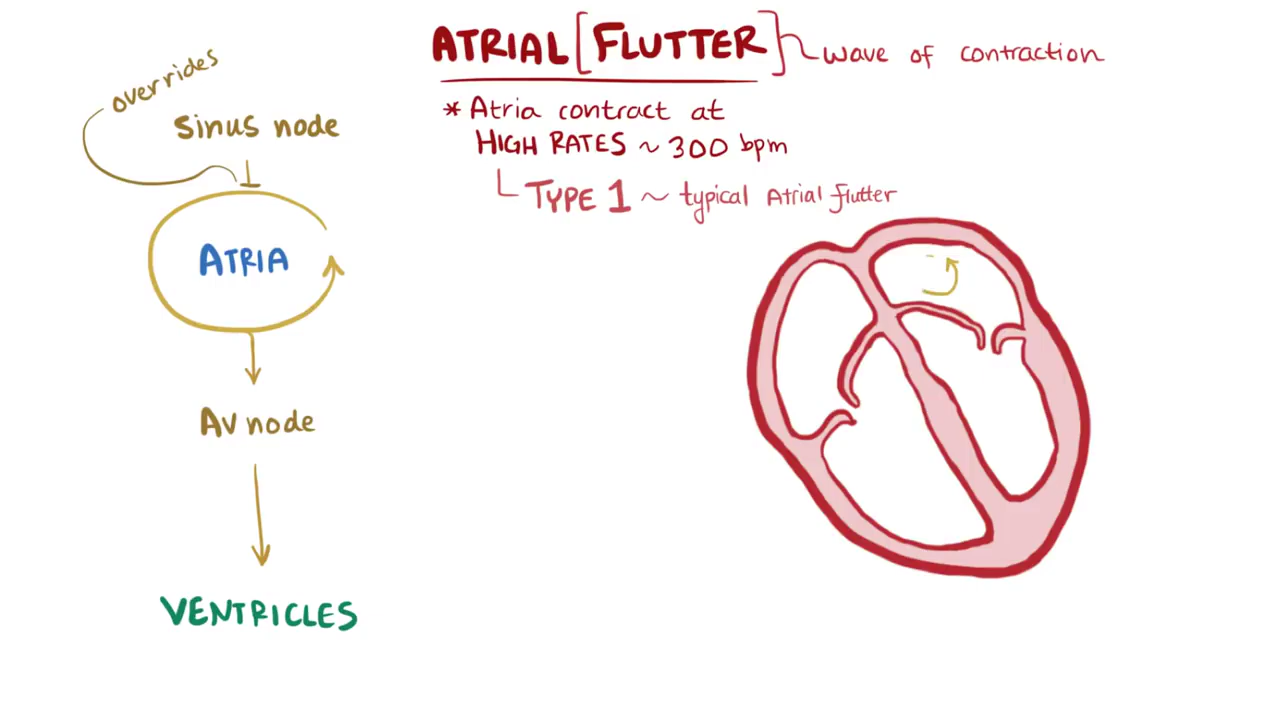 ATRIAL [FLUTTER] wave of contraction
* Atria contract at
HIGH RATES ~ 300 bpm
TYPE 1 ~ typical Atrial flutter
overrides
Sinus node
ATRIA
AV node
VENTRICLES